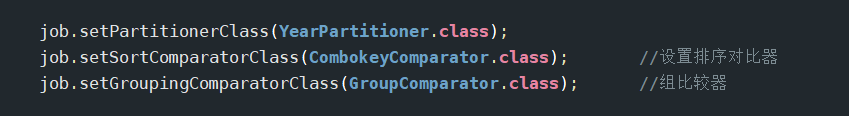 job.setPartitionerClass(YearPartitioner.class);
job.setSortComparatorClass(CombokeyComparator.class);       //设置排序对比器
job.setGroupingComparatorClass(GroupComparator.class);      //组比较器